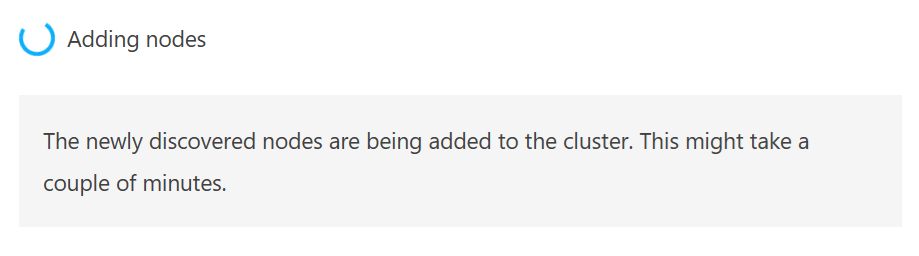 Adding nodes
The newly discovered nodes are being added to the cluster. This might take a
couple of minutes.